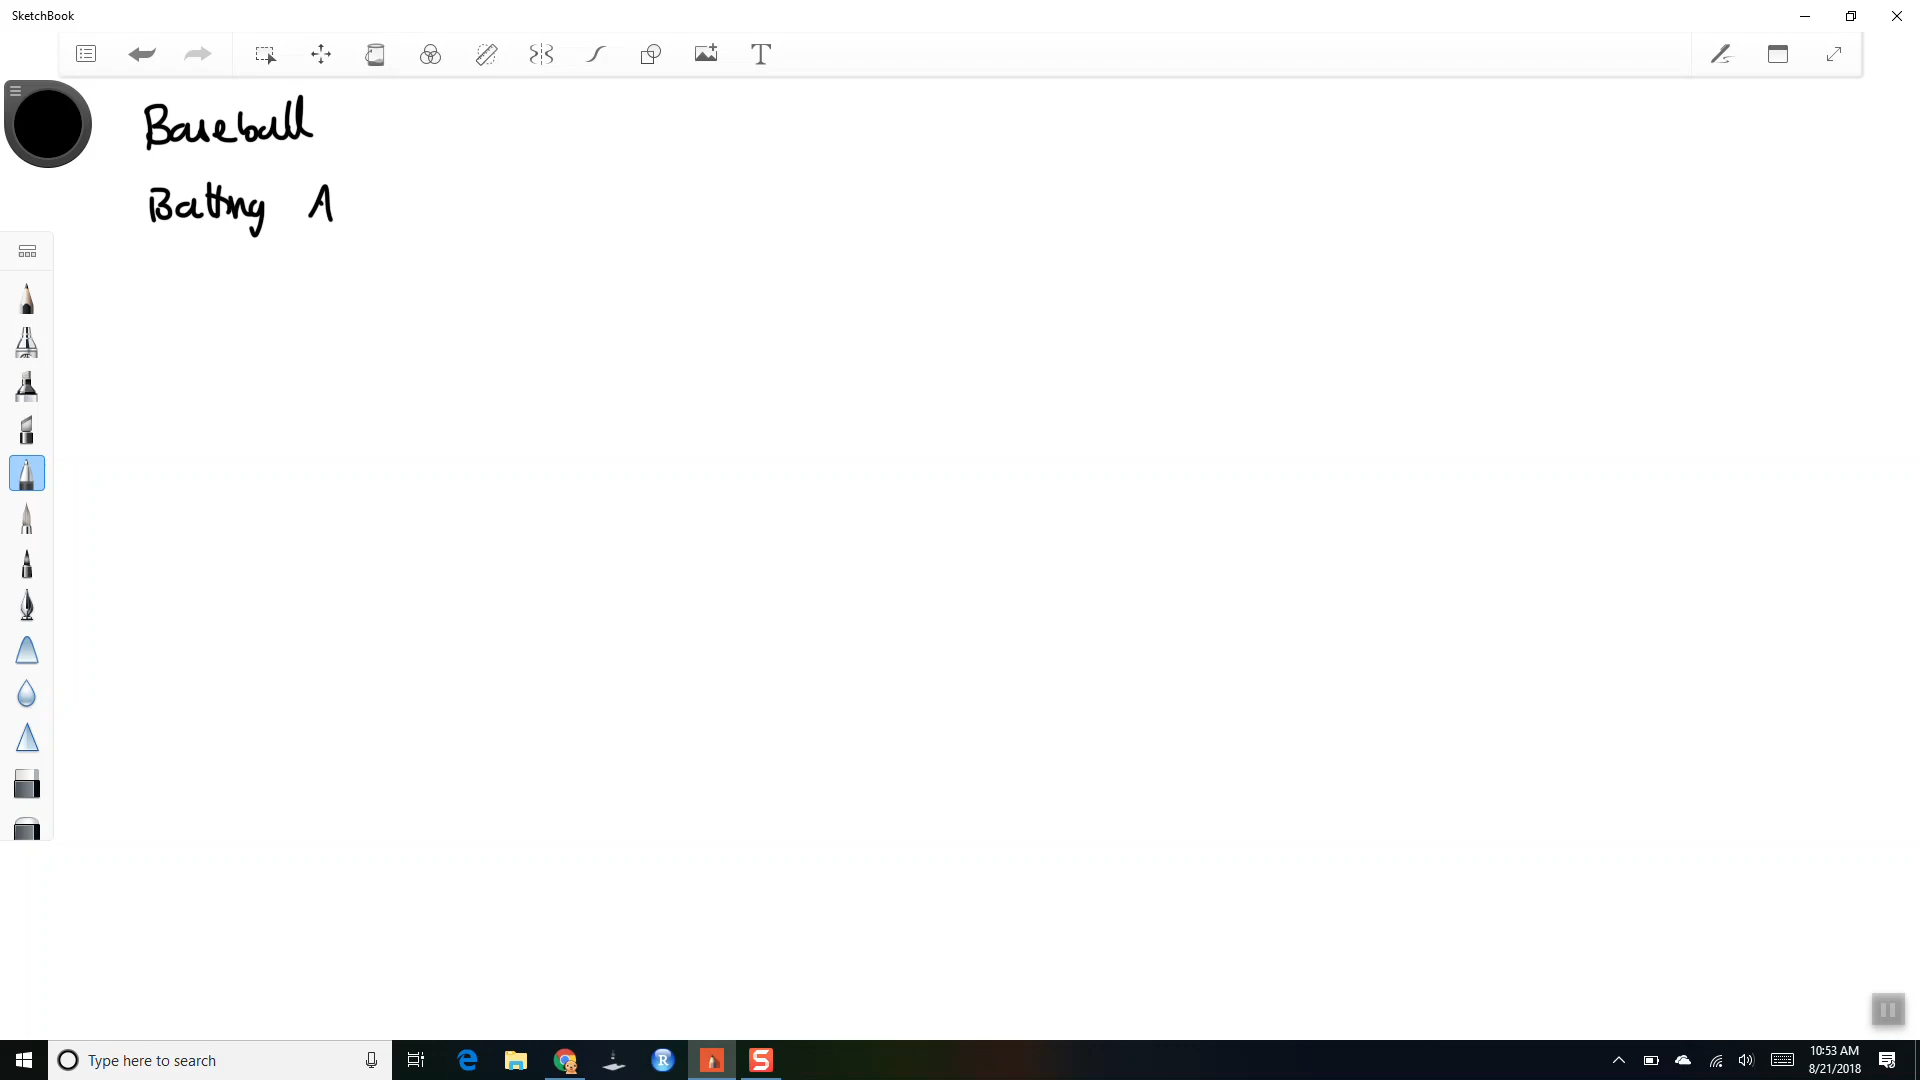 SketchBook
T
Baseball
Batting A
Type here to search
R
S
10:53 AM
8/21/2018